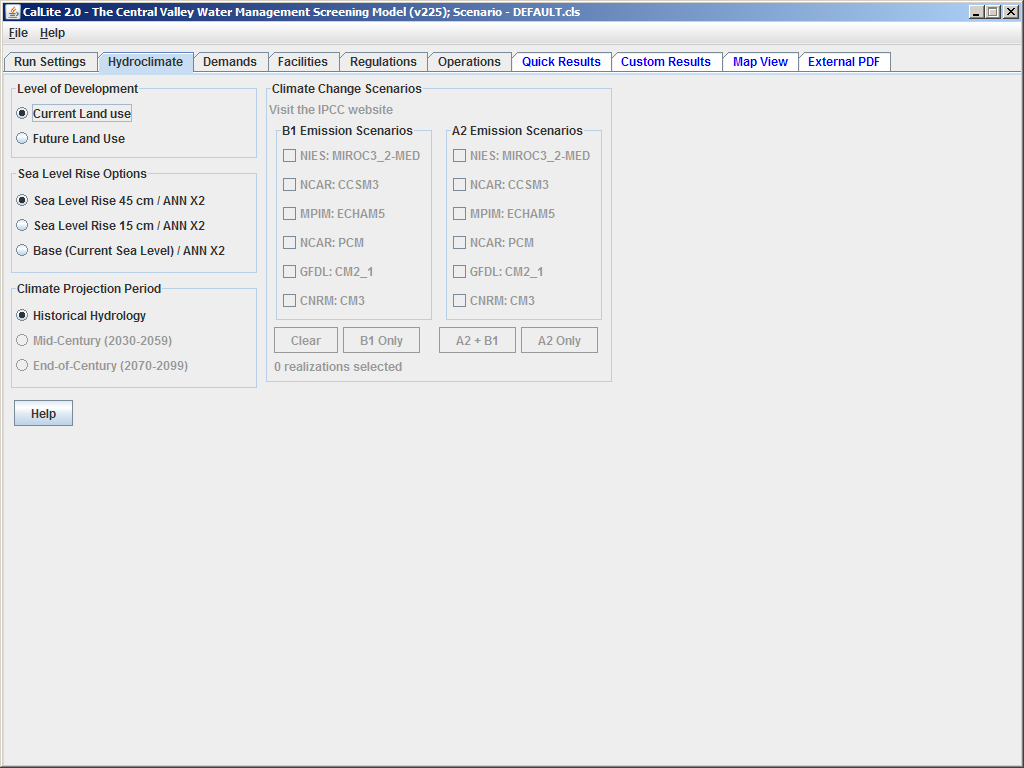 CalLite 2.0 - The Central Valley Water Management Screening Model (v225); Scenario - DEFAULT.cls
File Help
Run Settings Hydroclimate Demands Facilities Regulations Operations Quick Results Custom Results Map View External PDF
Level of Development
Current Land use
Future Land Use
Sea Level Rise Options
Sea Level Rise 45 cm / ANN X2
Sea Level Rise 15 cm / ANN X2
Base (Current Sea Level) / ANN X2
Climate Projection Period
Historical Hydrology
Mid-Century (2030-2059)
End-of-Century (2070-2099)
Help
Climate Change Scenarios
Visit the IPCC website
B1 Emission Scenarios
NIES: MIROC3_2-MED
NCAR: CCSM3
MPIM: ECHAM5
NCAR: PCM
GFDL: CM2_1
CNRM: CM3
A2 Emission Scenarios
NIES: MIROC3_2-MED
NCAR: CCSM3
MPIM: ECHAM5
NCAR: PCM
GFDL: CM2_1
CNRM: CM3
Clear B1 Only A2 + B1 A2 Only
0 realizations selected